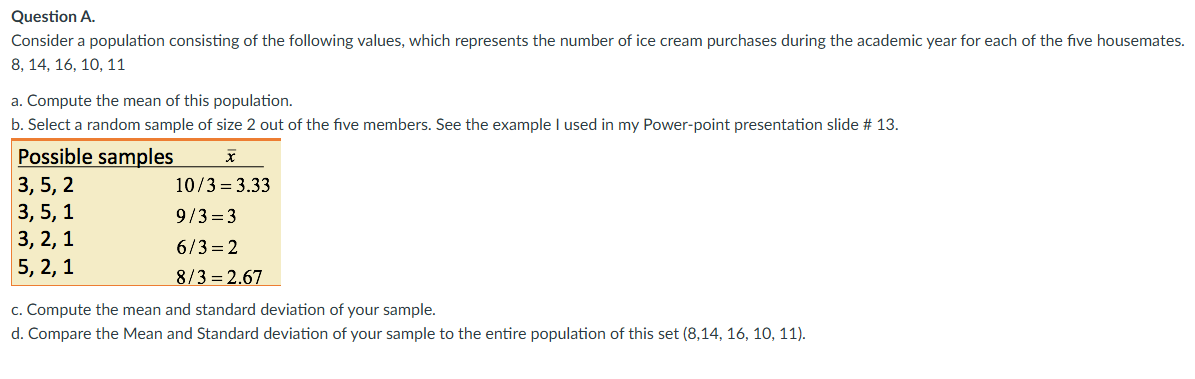 Question A.
Consider a population consisting of the following values, which represents the number of ice cream purchases during the academic year for each of the five housemates.
8, 14, 16, 10, 11
a. Compute the mean of this population.
b. Select a random sample of size 2 out of the five members. See the example I used in my Power-point presentation slide # 13.
Possible samples x̄
3, 5, 2 10/3 = 3.33
3, 5, 1 9/3 = 3
3, 2, 1 6/3 = 2
5, 2, 1 8/3 = 2.67
c. Compute the mean and standard deviation of your sample.
d. Compare the Mean and Standard deviation of your sample to the entire population of this set (8,14, 16, 10, 11).